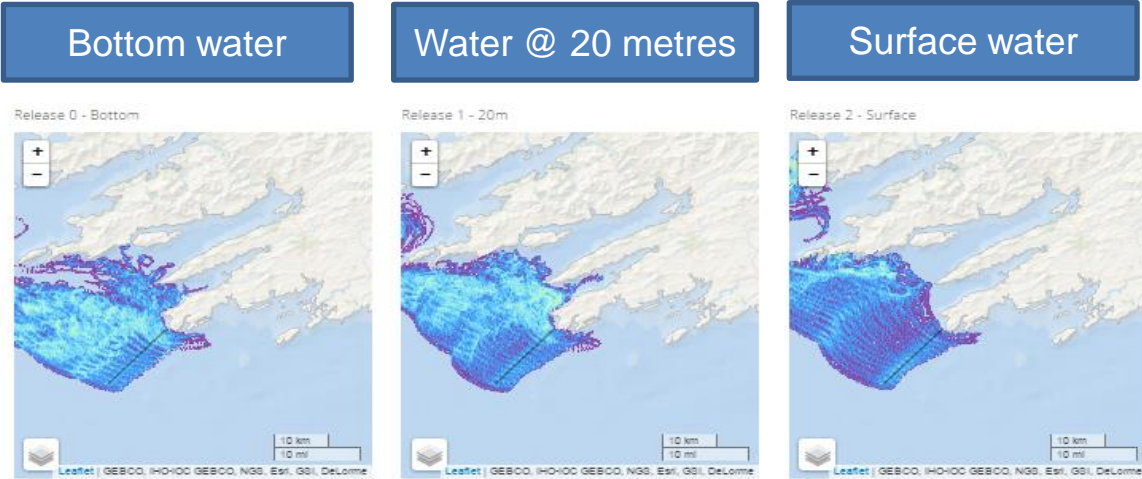 Bottom water
Water @ 20 metres
Surface water
Release 0 - Bottom
Release 1 - 20m
Release 2 - Surface
+
−
+
−
+
−
10 km
10 mi
10 km
10 mi
10 km
10 mi
Leaflet | GEBCO, IHO-IOC GEBCO, NGS, Esri, GSI, DeLorme
Leaflet | GEBCO, IHO-IOC GEBCO, NGS, Esri, GSI, DeLorme
Leaflet | GEBCO, IHO-IOC GEBCO, NGS, Esri, GSI, DeLorme